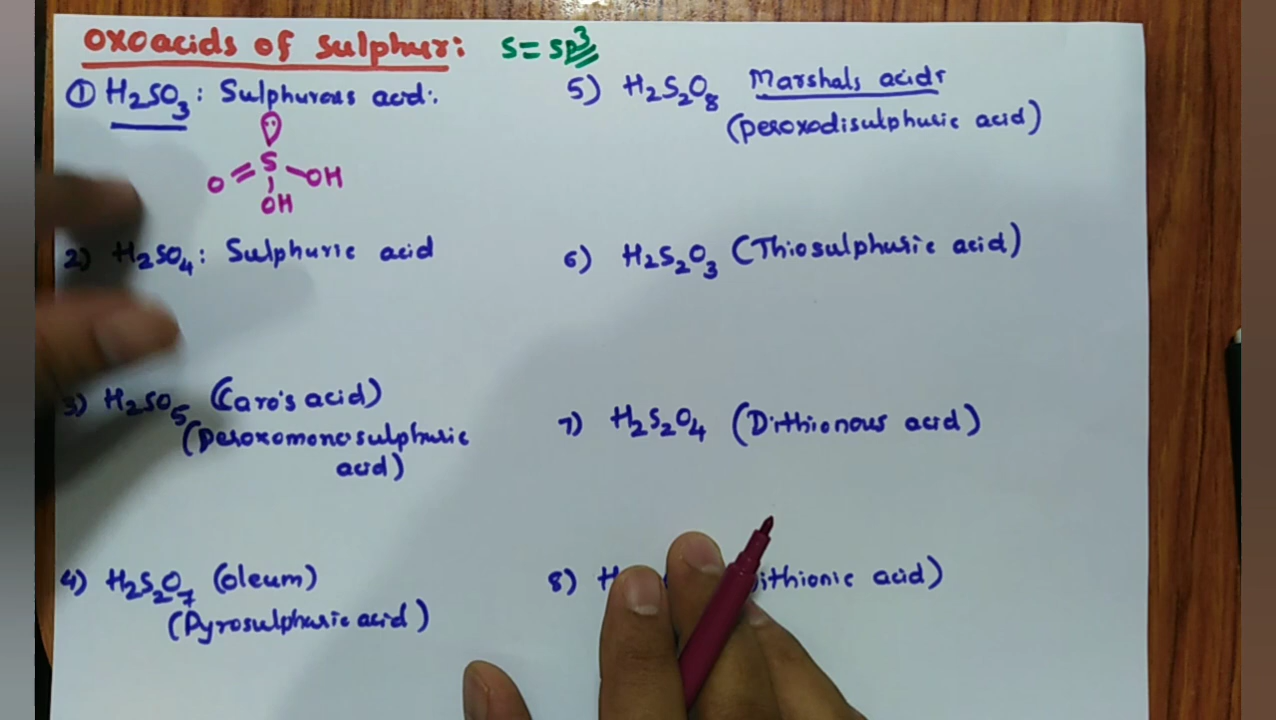 Oxoacids of Sulphur: S = sp³
① H₂SO₃: Sulphurous acid:
S
O = S - OH
OH
2) H₂SO₄: Sulphuric acid
3) H₂SO₅ (Caro's acid)
(Peroxomonosulphuric
acid)
4) H₂S₂O₇ (oleum)
(Pyrosulphuric acid)
5) H₂S₂O₈ Marshals acid:
(peroxodisulphuric acid)
6) H₂S₂O₃ (Thiosulphuric acid)
7) H₂S₂O₄ (Dithionous acid)
8) H ithionic acid)